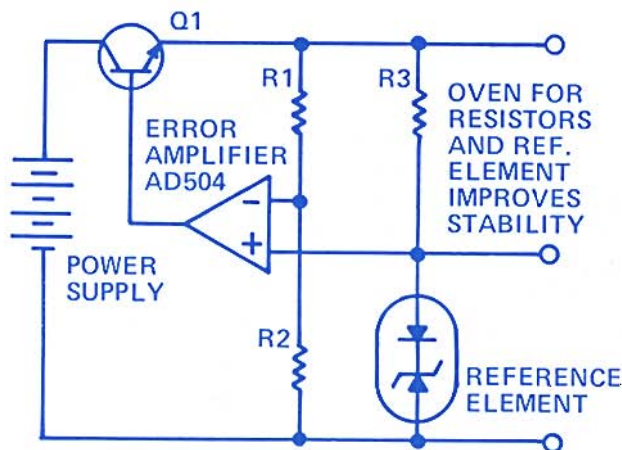 Q1
R1
R3
ERROR
AMPLIFIER
AD504
OVEN FOR
RESISTORS
AND REF.
ELEMENT
IMPROVES
STABILITY
-
+
POWER
SUPPLY
R2
REFERENCE
ELEMENT